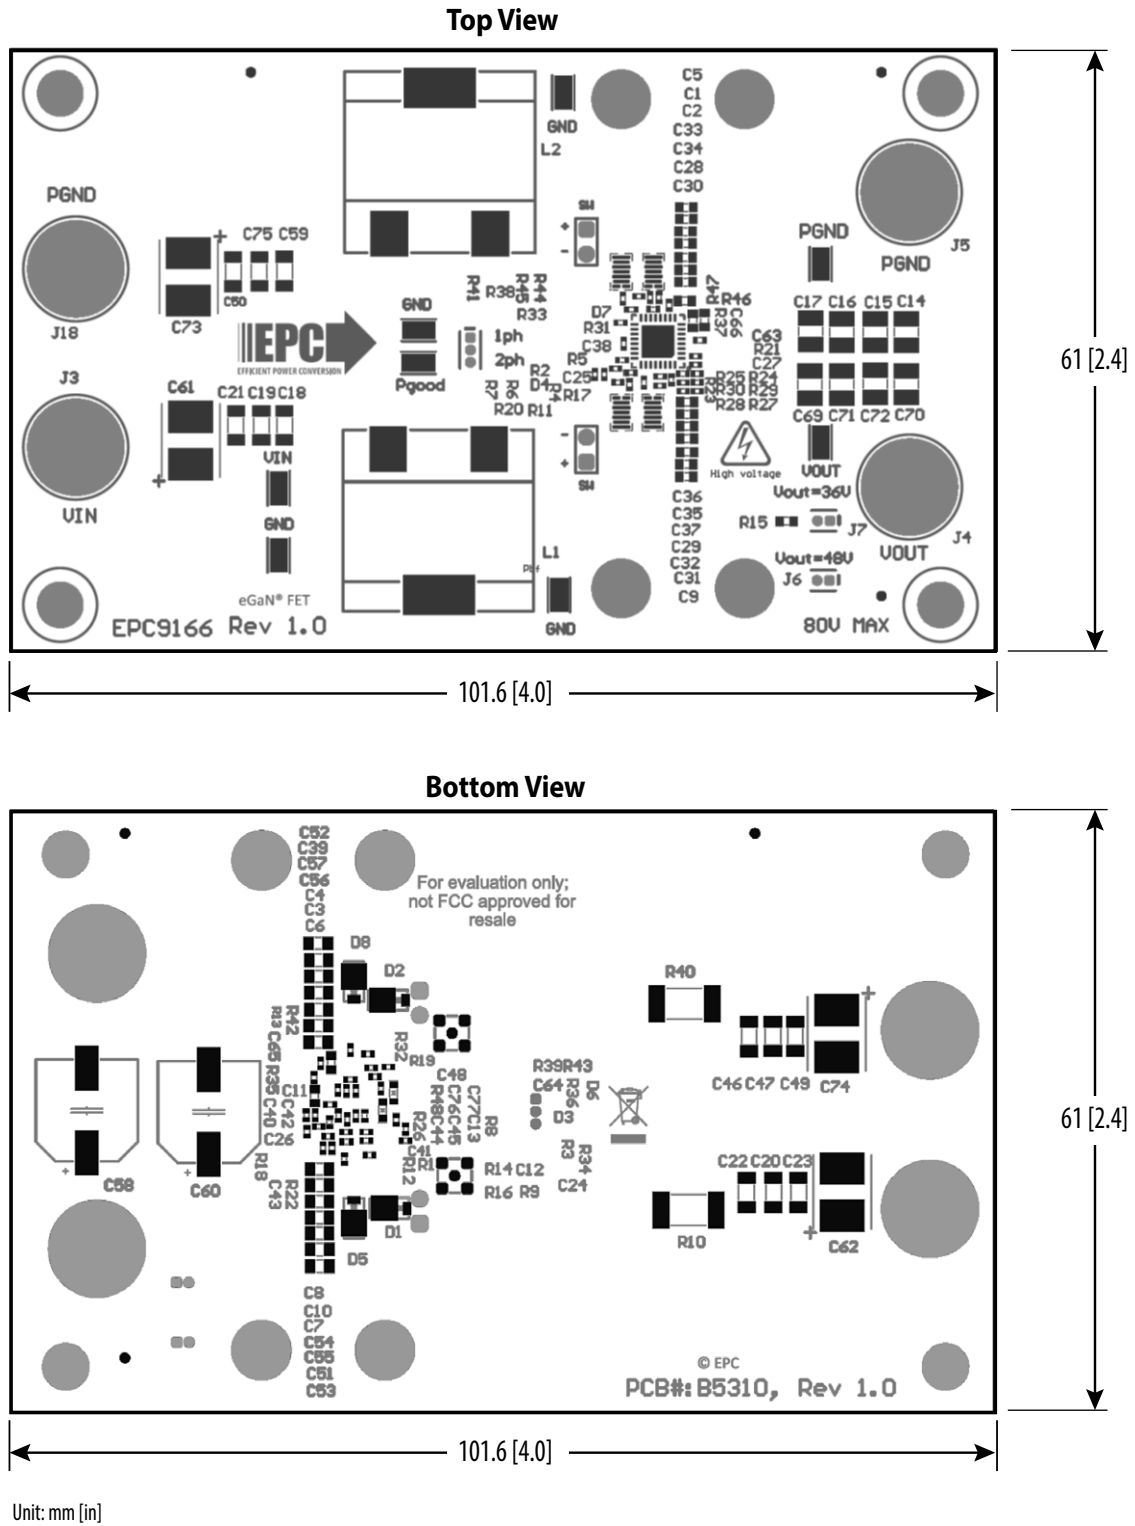 Top View
C5
C1
C2
C33
C34
C28
C30
GND
L2
PGND
J18
J3
VIN
C75 C59
C50
C73
SW
+
-
PGND
J5
PGND
EPC
EFFICIENT POWER CONVERSION
GND
Pgood
1ph
2ph
R41
R38
R45
R44
R33
D7
R31
C38
R5
C25
R17
R2
D4
R4
R7
R6
R20 R11
R47
R46
R37
C66
C63
R21
C27
R23
R25 R24
R30 R29
R28 R27
C17 C16 C15 C14
C69 C71 C72 C70
C61
C21 C19 C18
VIN
GND
-
+
SW
High voltage
VOUT
Vout=36V
R15
J7
J4
VOUT
Vout=48V
J6
C36
C35
C37
C29
C32
C31
C9
L1
Pbf
GND
eGaN® FET
EPC9166 Rev 1.0
80V MAX
61 [2.4]
101.6 [4.0]
Bottom View
C52
C39
C57
C56
C4
C3
C6
For evaluation only;
not FCC approved for
resale
D8
D2
R40
R13
R42
C65
R35
C11
C40
C42
C26
R18
C43
R22
R32
R19
C48
R48 C76 C77
C44 C45 C13
R8
R26
C41
R1
R12
R14 C12
R16 R9
R39R43
C64
R36
D6
D3
R3
R34
C24
C46 C47 C49 C74
C22 C20 C23
C62
R10
C58
C60
D1
D5
C8
C10
C7
C54
C55
C51
C53
© EPC
PCB#:B5310, Rev 1.0
61 [2.4]
101.6 [4.0]
Unit: mm [in]